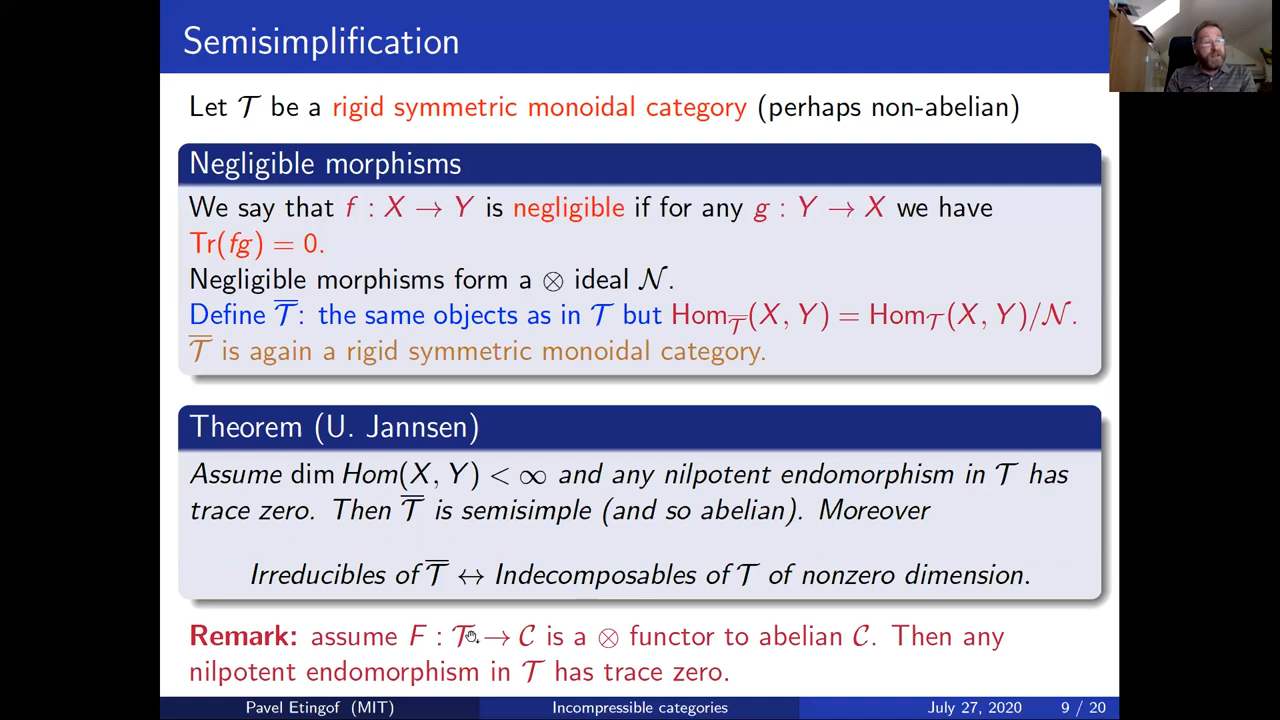 Semisimplification
Let 𝒯 be a rigid symmetric monoidal category (perhaps non-abelian)
Negligible morphisms
We say that f : X → Y is negligible if for any g : Y → X we have
Tr(fg) = 0.
Negligible morphisms form a ⊗ ideal 𝒩.
Define 𝒯̅: the same objects as in 𝒯 but Hom_𝒯̅(X, Y) = Hom_𝒯(X, Y)/𝒩.
𝒯̅ is again a rigid symmetric monoidal category.
Theorem (U. Jannsen)
Assume dim Hom(X, Y) < ∞ and any nilpotent endomorphism in 𝒯 has
trace zero. Then 𝒯̅ is semisimple (and so abelian). Moreover
Irreducibles of 𝒯̅ ↔ Indecomposables of 𝒯 of nonzero dimension.
Remark: assume F : 𝒯 → 𝒞 is a ⊗ functor to abelian 𝒞. Then any
nilpotent endomorphism in 𝒯 has trace zero.
Pavel Etingof (MIT) Incompressible categories July 27, 2020 9 / 20